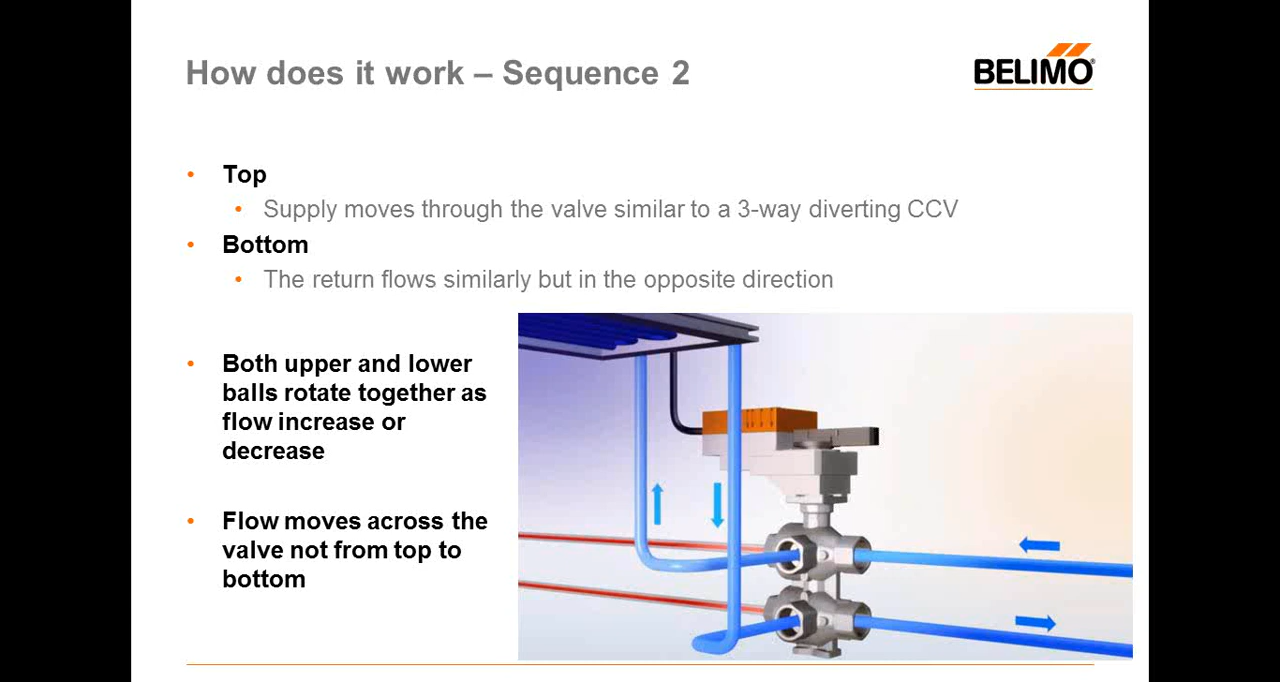 How does it work – Sequence 2
BELIMO®
• Top
• Supply moves through the valve similar to a 3-way diverting CCV
• Bottom
• The return flows similarly but in the opposite direction
• Both upper and lower
balls rotate together as
flow increase or
decrease
• Flow moves across the
valve not from top to
bottom